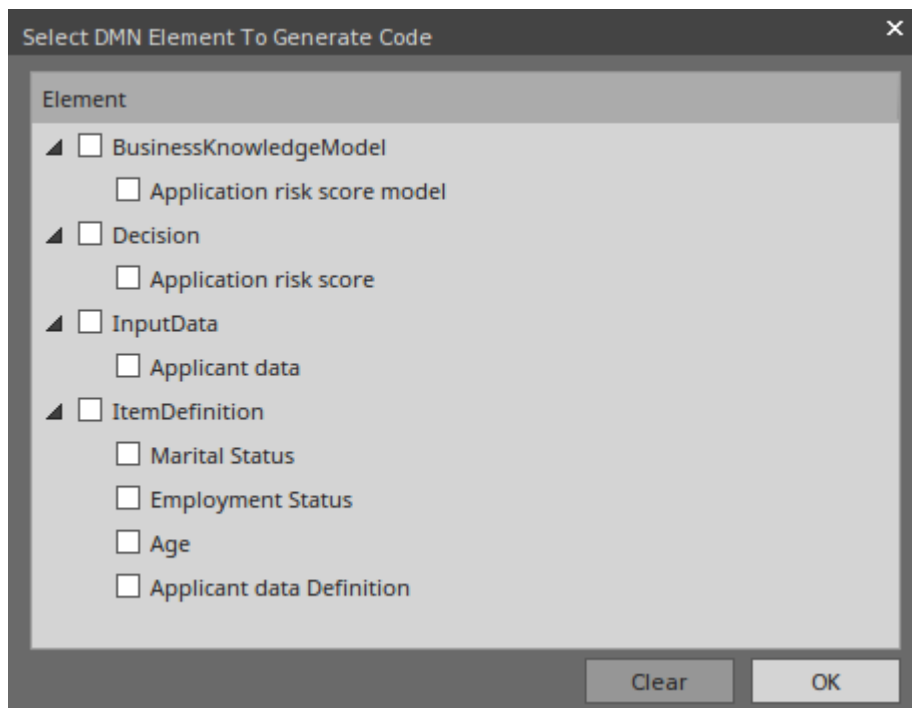 Select DMN Element To Generate Code
Element
BusinessKnowledgeModel
Application risk score model
Decision
Application risk score
InputData
Applicant data
ItemDefinition
Marital Status
Employment Status
Age
Applicant data Definition
Clear OK